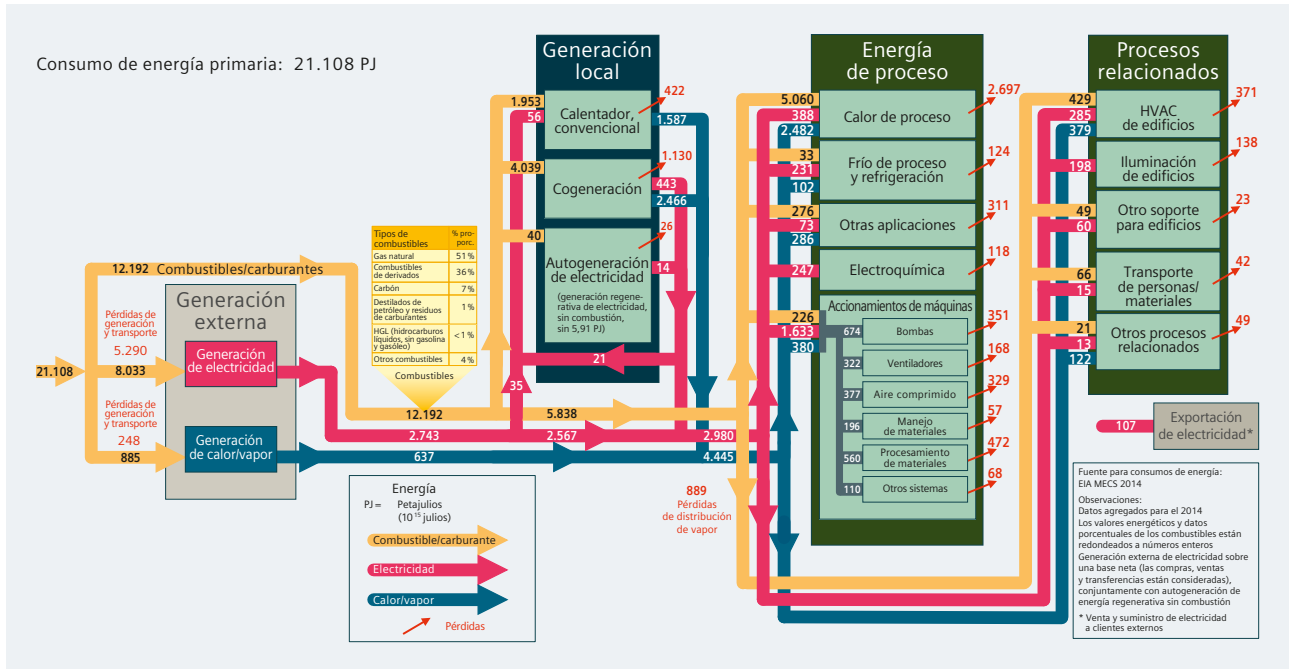 Consumo de energía primaria: 21.108 PJ
21.108
12.192 Combustibles/carburantes
Generación
externa
Pérdidas de
generación
y transporte
5.290
8.033
Generación
de electricidad
Pérdidas de
generación
y transporte
248
885
Generación
de calor/vapor
Tipos de
combustibles
% pro-
porc.
Gas natural 51 %
Combustibles
de derivados
36 %
Carbón 7 %
Destilados de
petróleo y residuos
de carburantes
1 %
HGL (hidrocarburos
líquidos, sin gasolina
y gasóleo)
< 1 %
Otros combustibles 4 %
Combustibles
12.192
5.838
2.743
2.567
2.980
637
4.445
35
21
Generación
local
1.953
56
Calentador,
convencional
422
1.587
4.039
Cogeneración
1.130
443
2.466
40
Autogeneración
de electricidad
(generación regene-
rativa de electricidad,
sin combustión,
sin 5,91 PJ)
26
14
889
Pérdidas
de distribución
de vapor
Energía
PJ = Petajulios
(10¹⁵ julios)
Combustible/carburante
Electricidad
Calor/vapor
Pérdidas
Energía
de proceso
5.060
388
2.482
Calor de proceso
2.697
33
231
102
Frío de proceso
y refrigeración
124
276
73
286
Otras aplicaciones
311
247
Electroquímica
118
Accionamientos de máquinas
226
1.633
380
674
Bombas
351
322
Ventiladores
168
377
Aire comprimido
329
196
Manejo
de materiales
57
560
Procesamiento
de materiales
472
110
Otros sistemas
68
Procesos
relacionados
429
285
379
HVAC
de edificios
371
198
Iluminación
de edificios
138
49
60
Otro soporte
para edificios
23
66
15
Transporte
de personas/
materiales
42
21
13
122
Otros procesos
relacionados
49
107
Exportación
de electricidad*
Fuente para consumos de energía:
EIA MECS 2014
Observaciones:
Datos agregados para el 2014
Los valores energéticos y datos
porcentuales de los combustibles están
redondeados a números enteros
Generación externa de electricidad sobre
una base neta (las compras, ventas
y transferencias están consideradas),
conjuntamente con autogeneración de
energía regenerativa sin combustión
* Venta y suministro de electricidad
a clientes externos